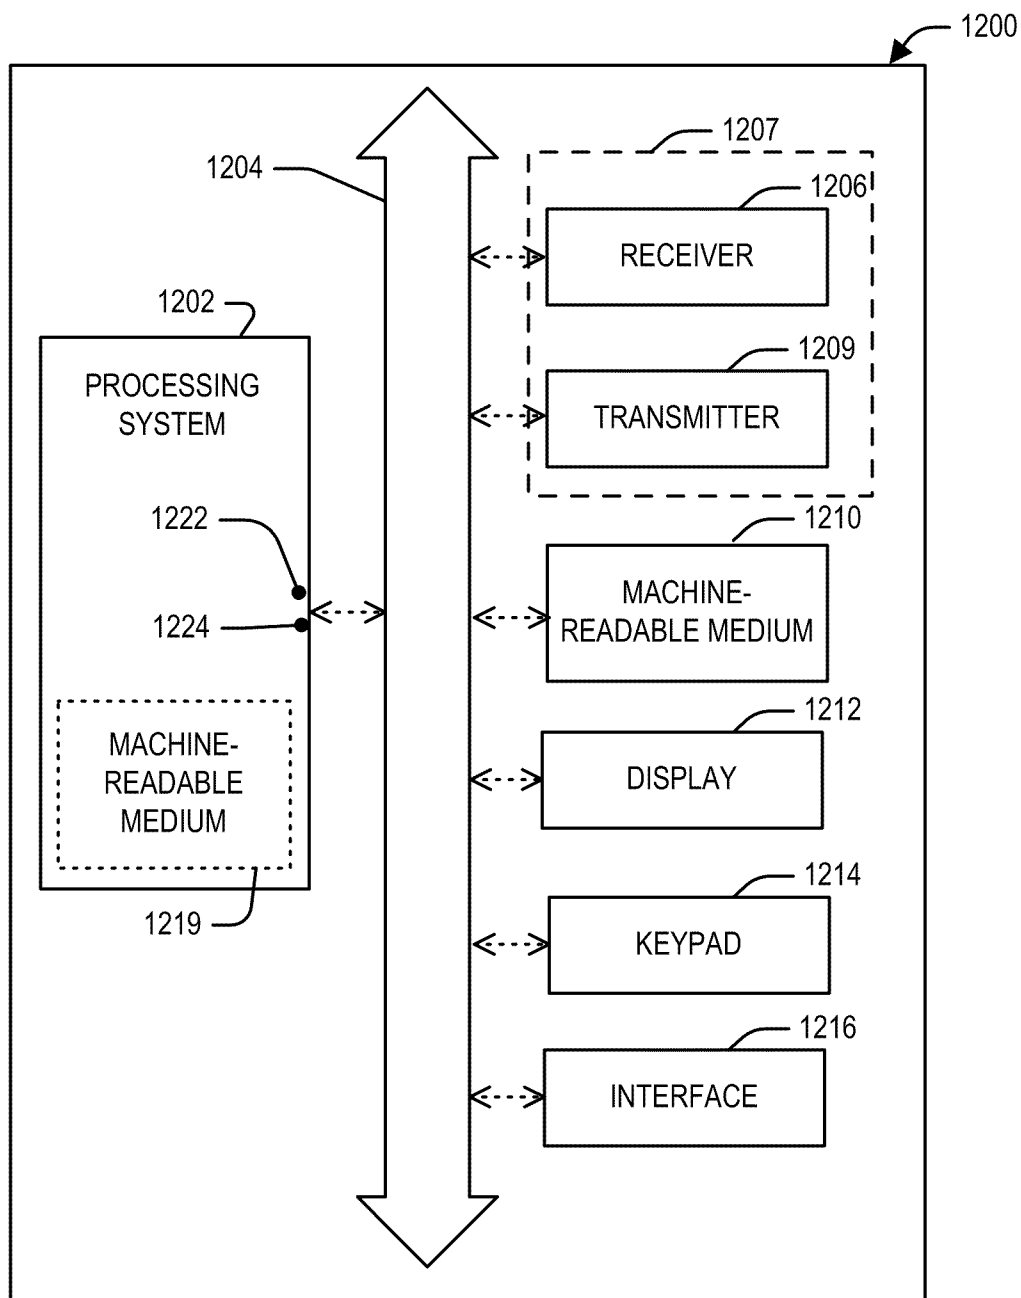 1200
1207
1204
1206
RECEIVER
1202
1209
PROCESSING
SYSTEM
TRANSMITTER
1222
1210
1224
MACHINE-
READABLE MEDIUM
1212
MACHINE-
READABLE
MEDIUM
DISPLAY
1214
1219
KEYPAD
1216
INTERFACE